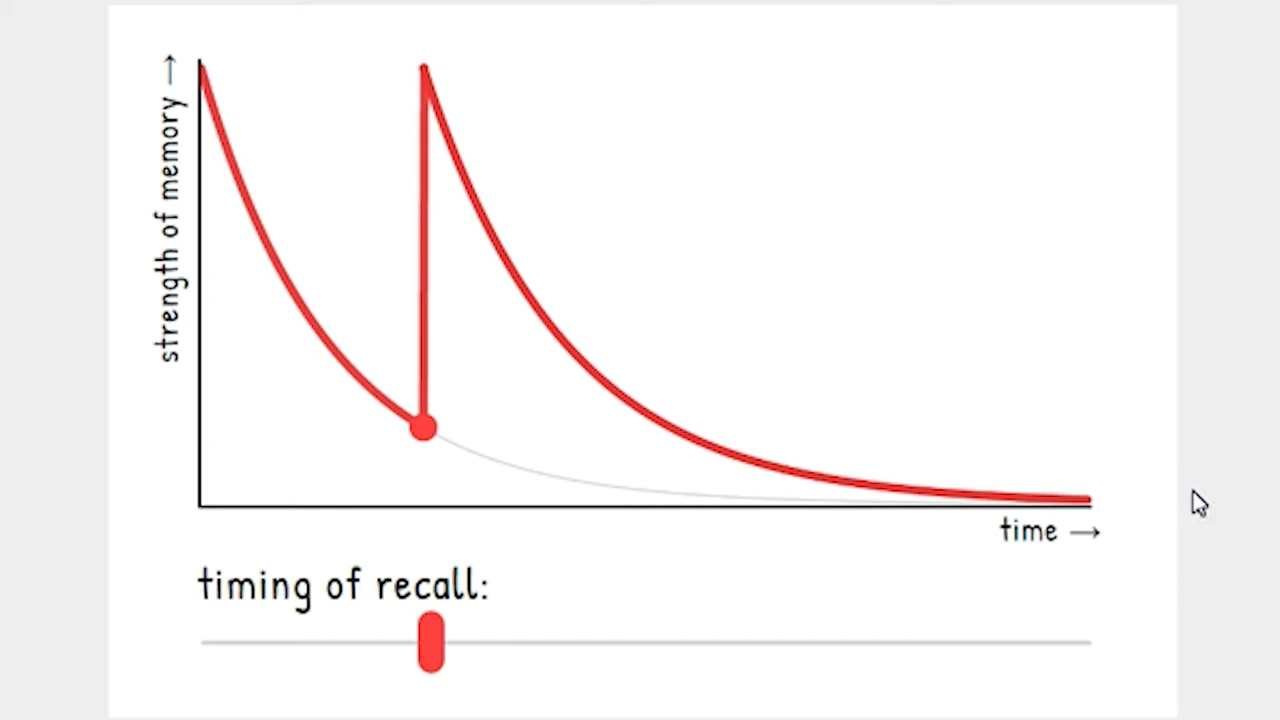 strength of memory →
time →
timing of recall: